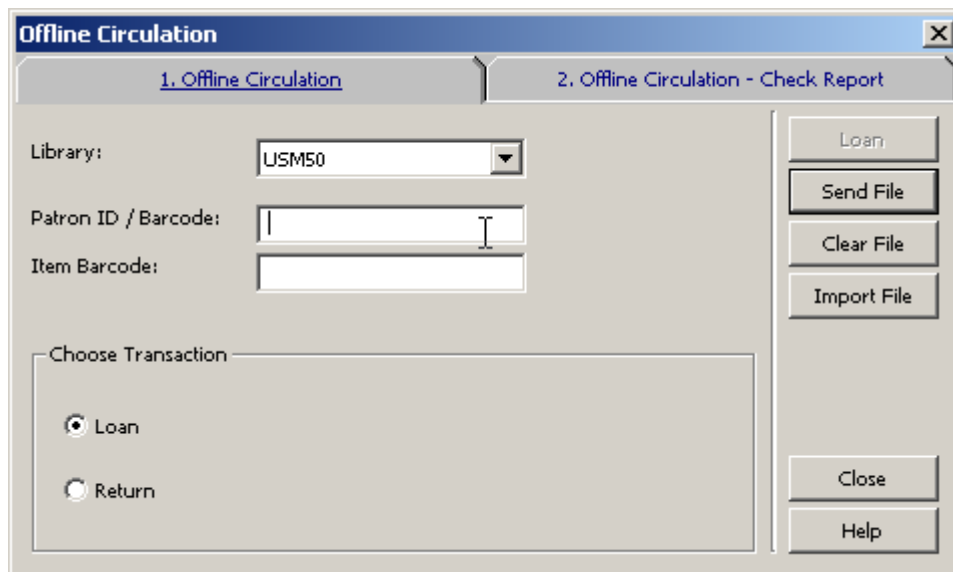 Offline Circulation
1. Offline Circulation
2. Offline Circulation - Check Report
Library:
USM50
Patron ID / Barcode:
Item Barcode:
Choose Transaction
Loan
Return
Loan
Send File
Clear File
Import File
Close
Help